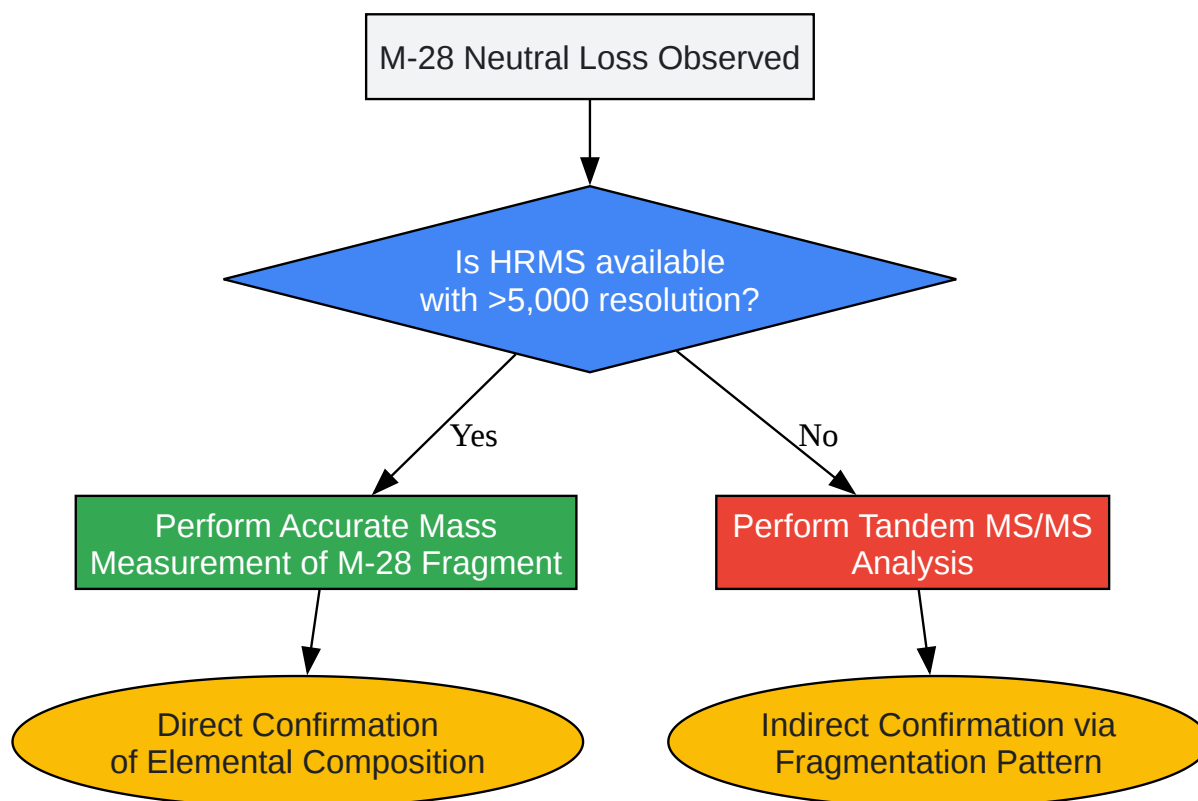 M-28 Neutral Loss Observed
Is HRMS available
with >5,000 resolution?
Yes
No
Perform Accurate Mass
Measurement of M-28 Fragment
Perform Tandem MS/MS
Analysis
Direct Confirmation
of Elemental Composition
Indirect Confirmation via
Fragmentation Pattern